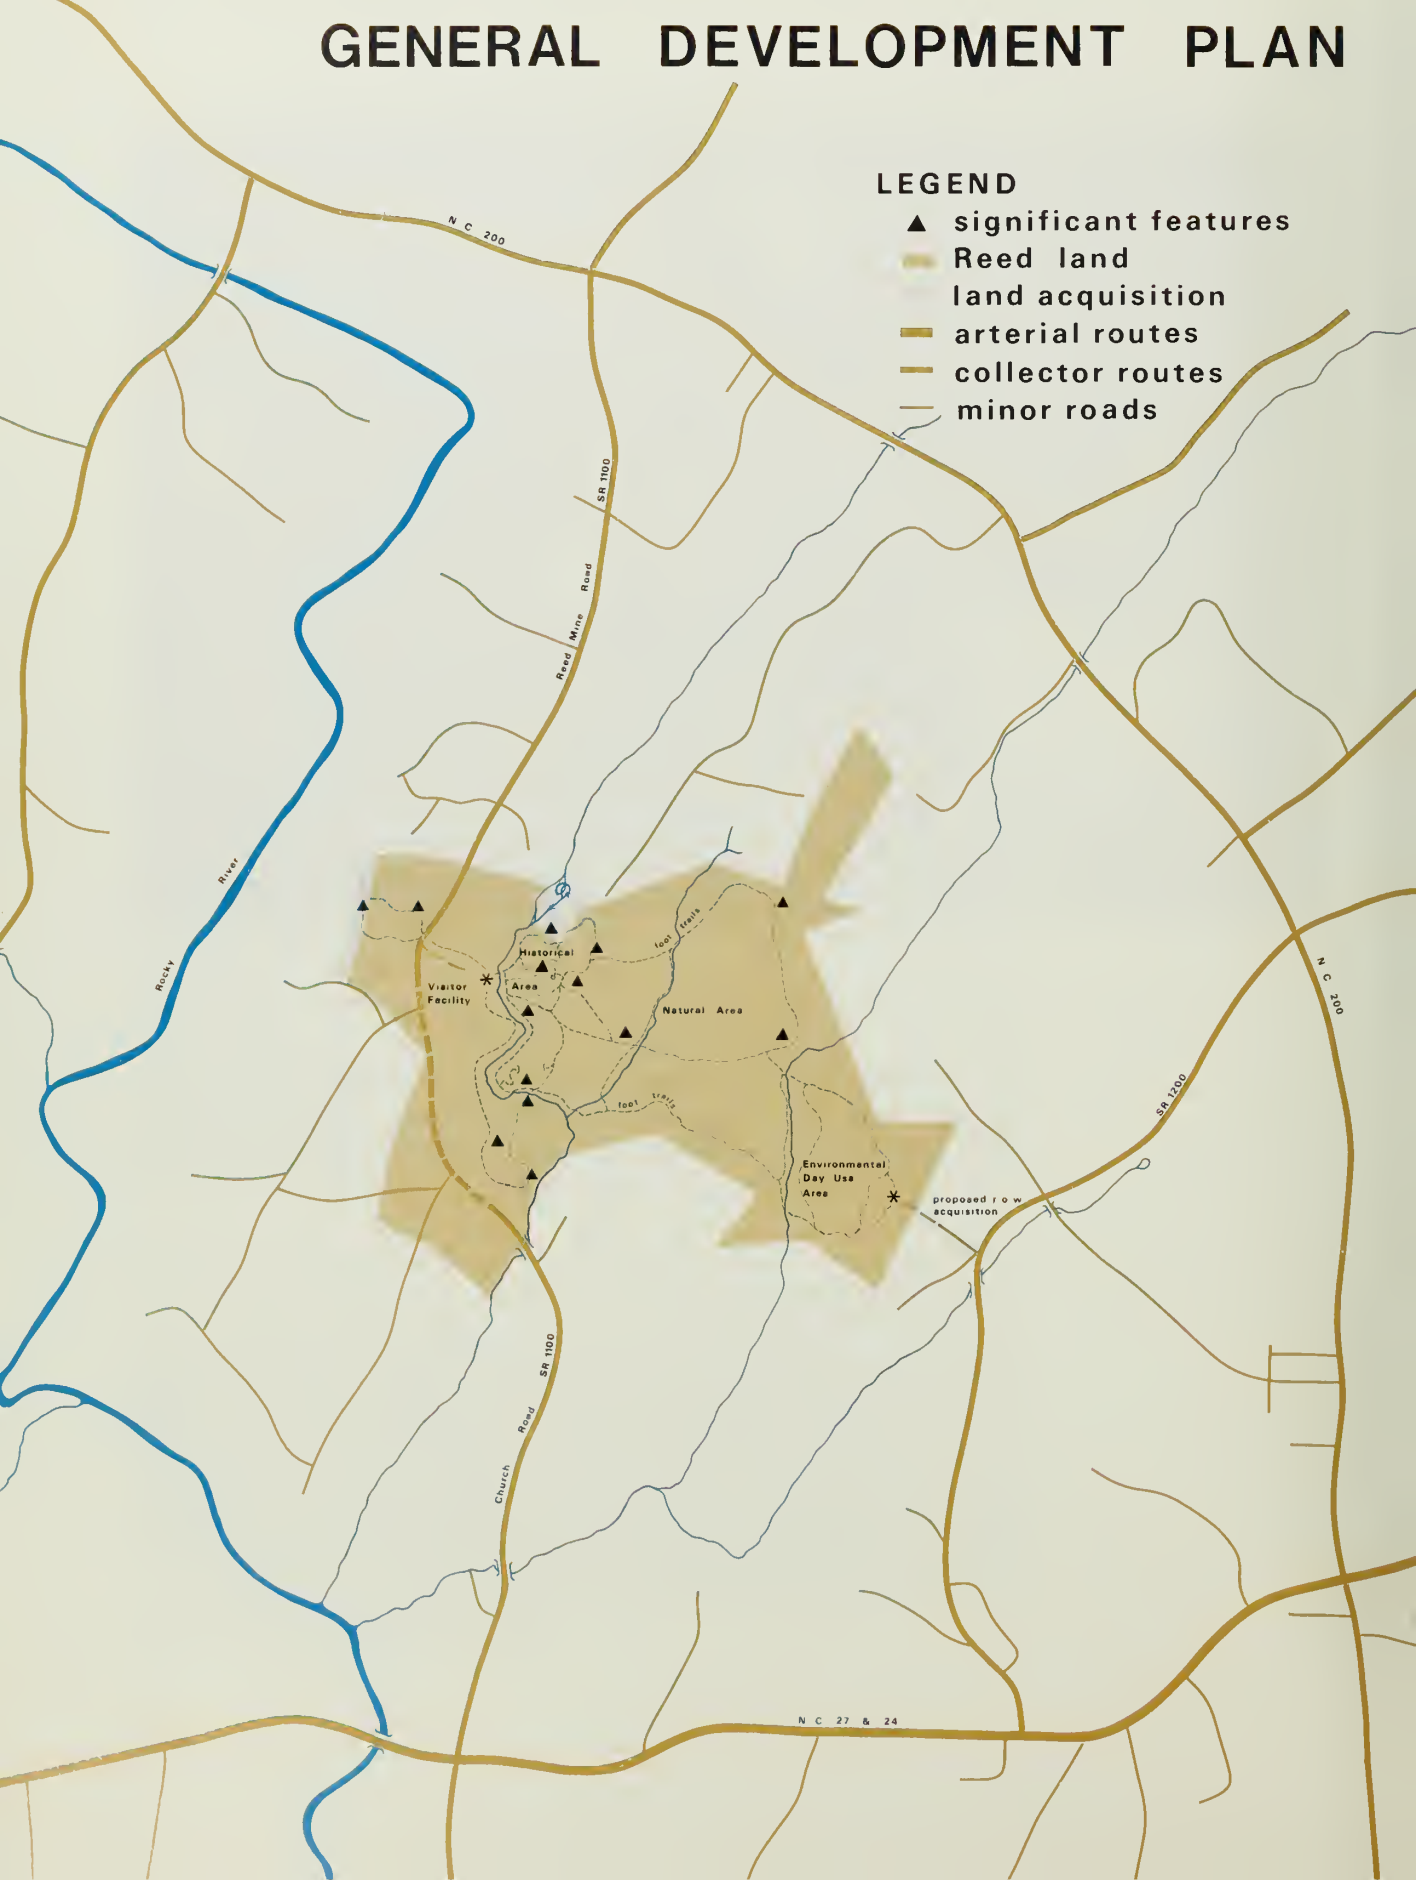 GENERAL DEVELOPMENT PLAN
LEGEND
significant features
Reed land
land acquisition
arterial routes
collector routes
minor roads
N C 200
SR 1100
Reed Mine Road
Rocky River
Historical
Area
Visitor
Facility
foot trails
Natural Area
foot trails
Environmental
Day Use
Area
proposed r o w
acquisition
N C 200
SR 1200
SR 1100
Church Road
N C 27 & 24